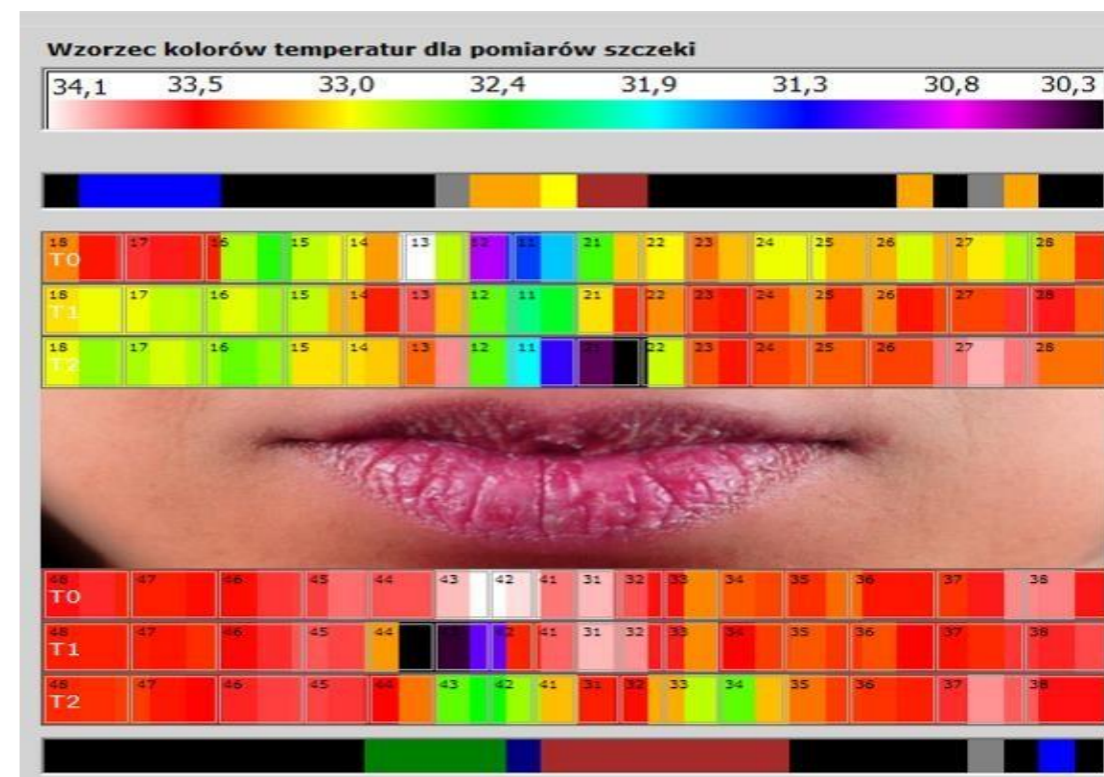 Wzorzec kolorów temperatur dla pomiarów szczeki
34,1 33,5 33,0 32,4 31,9 31,3 30,8 30,3
18 17 16 15 14 13 12 11 21 22 23 24 25 26 27 28
T0
18 17 16 15 14 13 12 11 21 22 23 24 25 26 27 28
T1
18 17 16 15 14 13 12 11 21 22 23 24 25 26 27 28
T2
48 47 46 45 44 43 42 41 31 32 33 34 35 36 37 38
T0
48 47 46 45 44 43 42 41 31 32 33 34 35 36 37 38
T1
48 47 46 45 44 43 42 41 31 32 33 34 35 36 37 38
T2